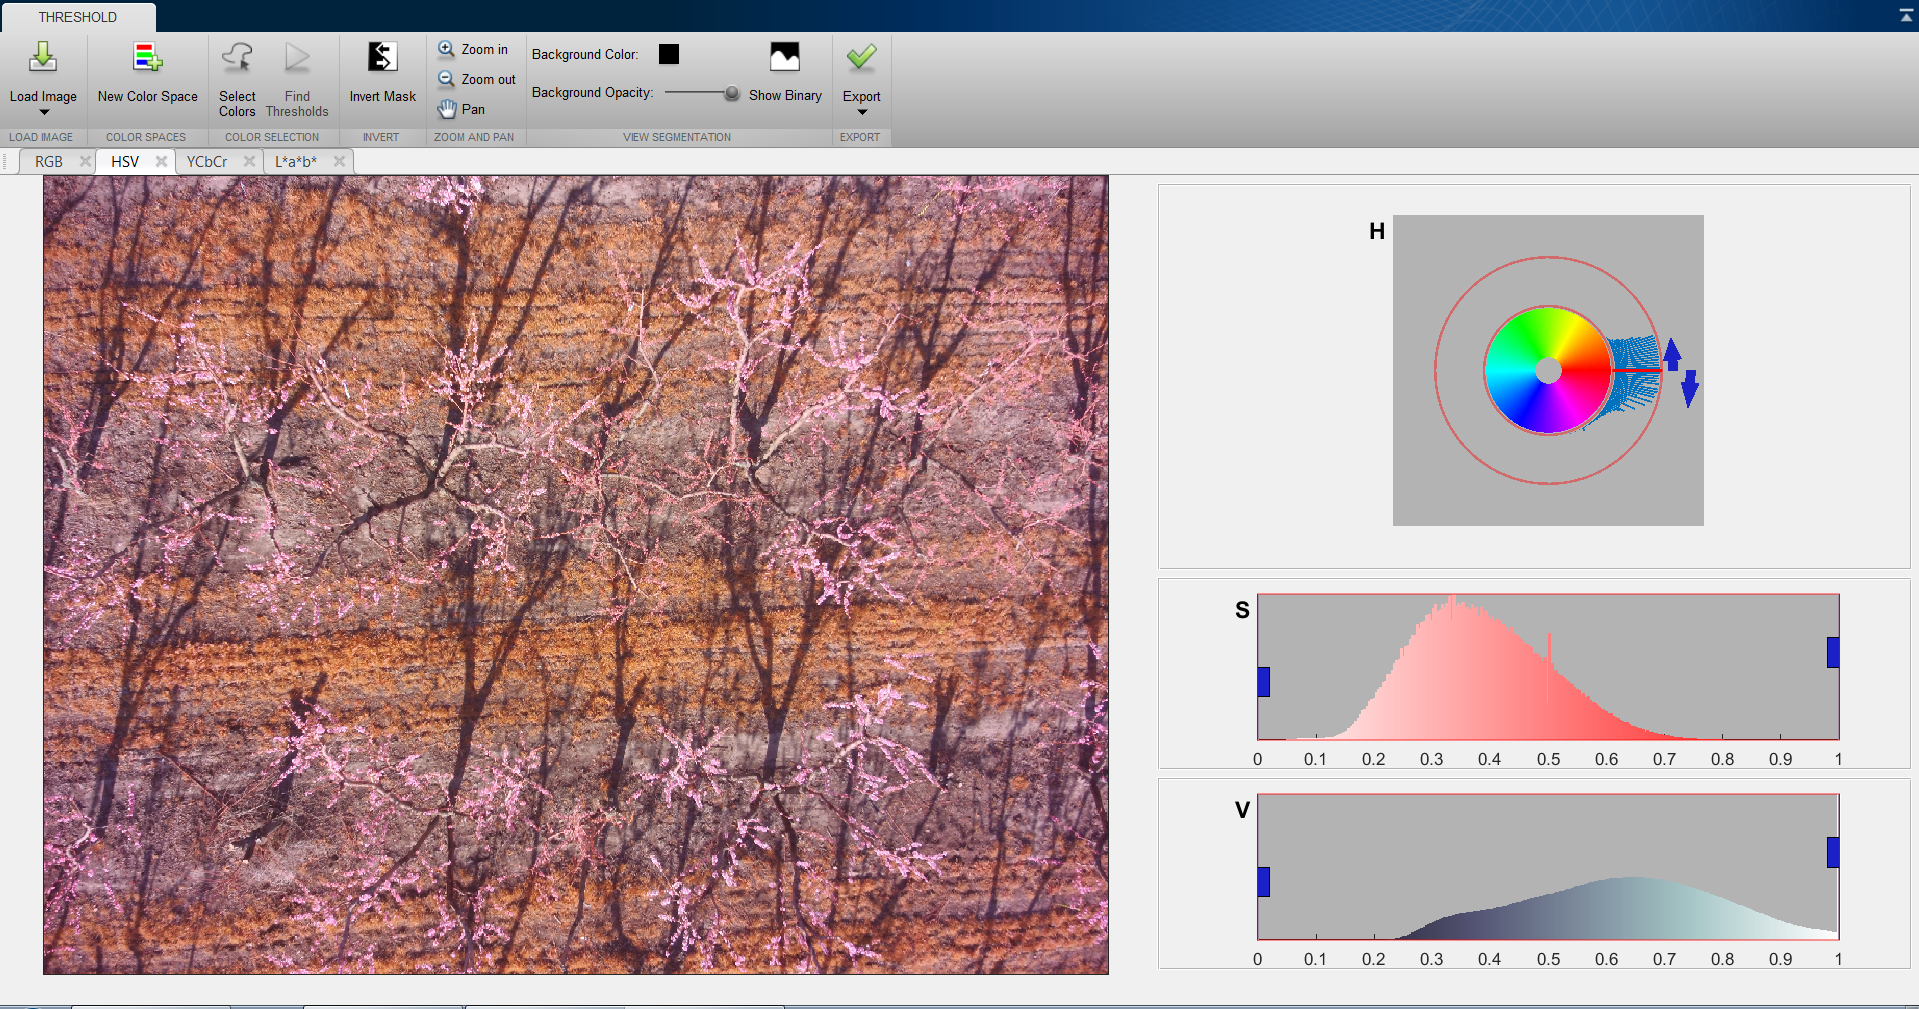 THRESHOLD
Load Image
New Color Space
Select
Colors
Find
Thresholds
Invert Mask
Zoom in
Zoom out
Pan
Background Color:
Background Opacity:
Show Binary
Export
LOAD IMAGE
COLOR SPACES
COLOR SELECTION
INVERT
ZOOM AND PAN
VIEW SEGMENTATION
EXPORT
RGB
HSV
YCbCr
L*a*b*
H
S
0 0.1 0.2 0.3 0.4 0.5 0.6 0.7 0.8 0.9 1
V
0 0.1 0.2 0.3 0.4 0.5 0.6 0.7 0.8 0.9 1